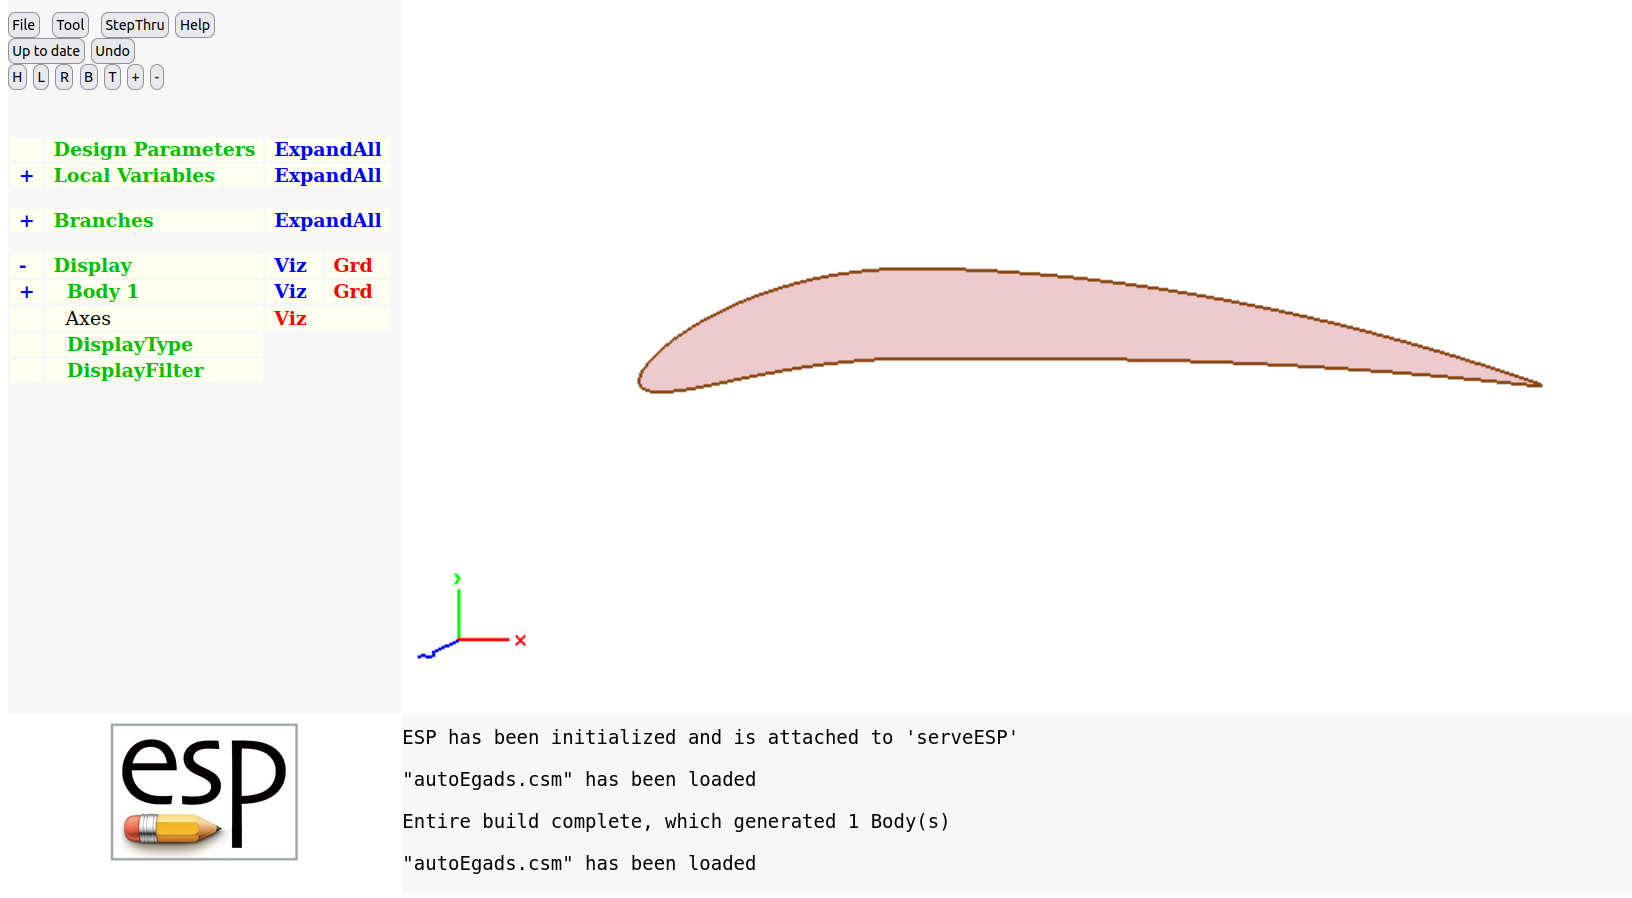 File Tool StepThru Help
Up to date Undo
H L R B T + -
Design Parameters ExpandAll
+ Local Variables ExpandAll
+ Branches ExpandAll
- Display Viz Grd
+ Body 1 Viz Grd
Axes Viz
DisplayType
DisplayFilter
Y
X
esp
ESP has been initialized and is attached to 'serveESP'
"autoEgads.csm" has been loaded
Entire build complete, which generated 1 Body(s)
"autoEgads.csm" has been loaded